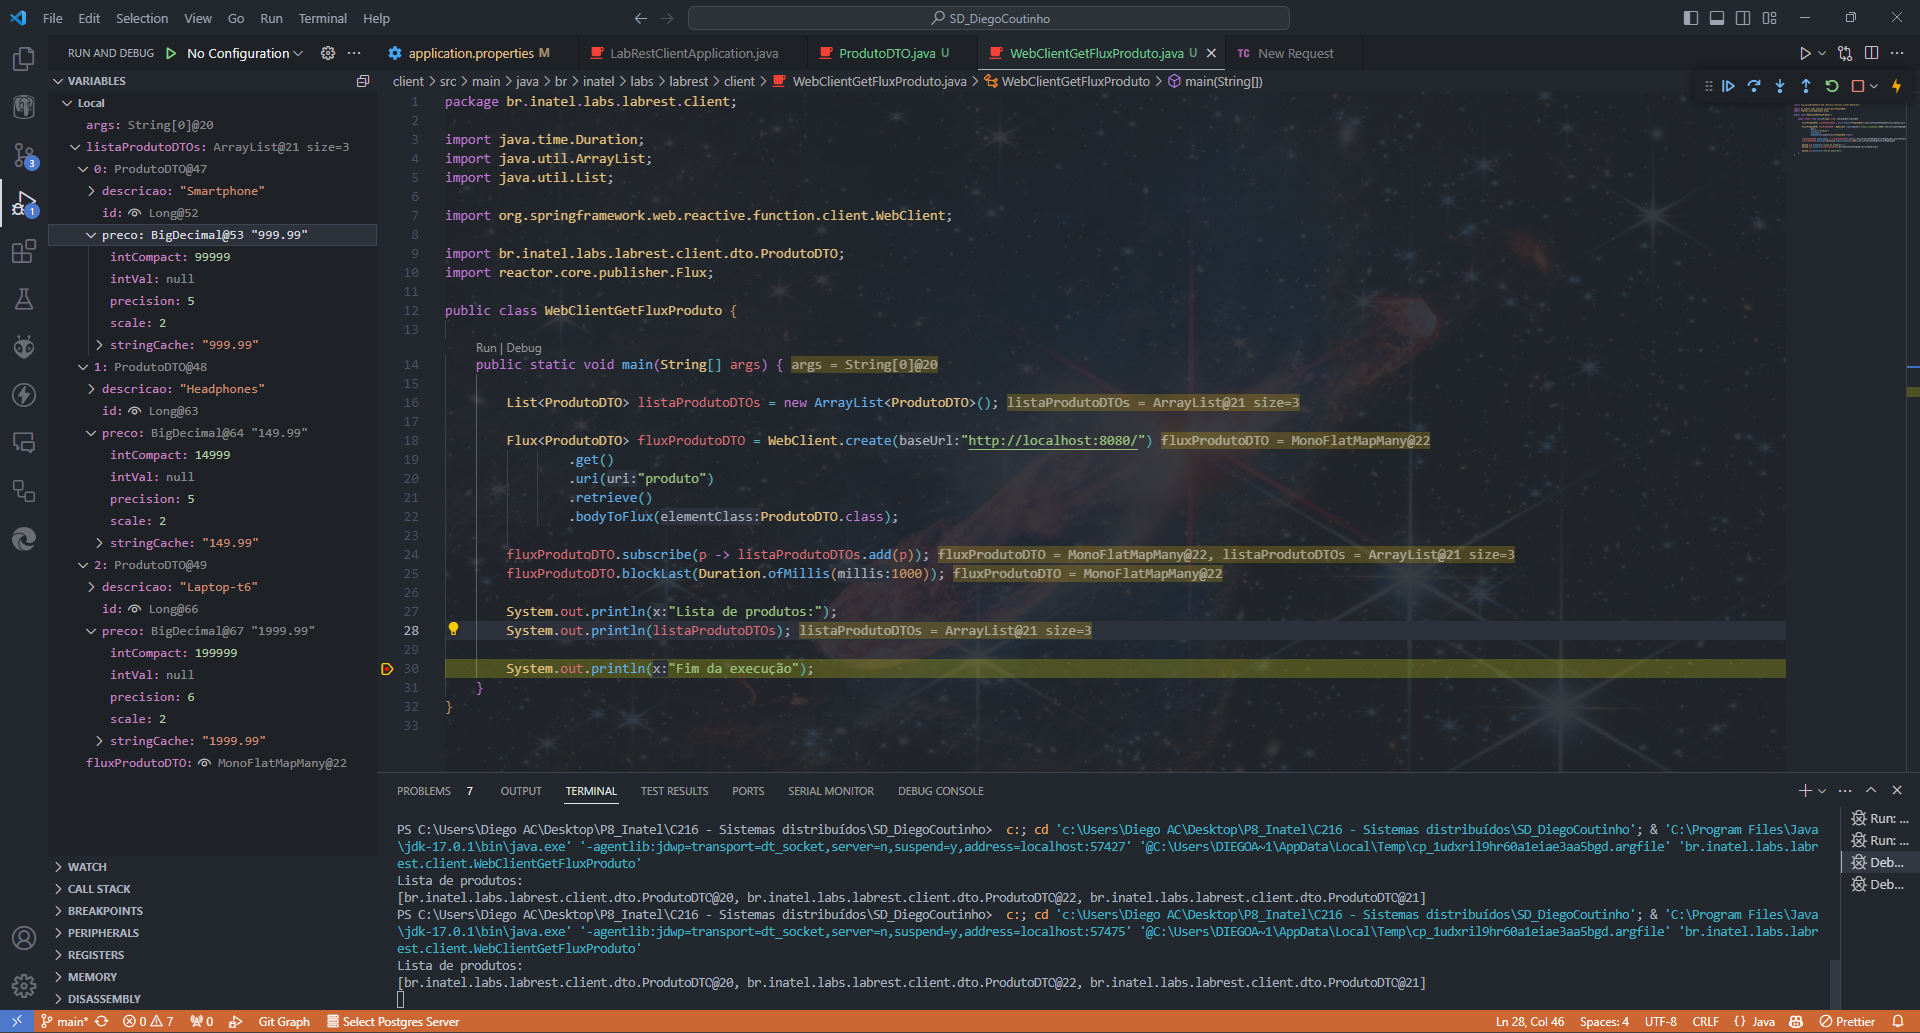 File Edit Selection View Go Run Terminal Help
SD_DiegoCoutinho
RUN AND DEBUG No Configuration
application.properties M LabRestClientApplication.java ProdutoDTO.java U WebClientGetFluxProduto.java U TC New Request
client > src > main > java > br > inatel > labs > labrest > client > WebClientGetFluxProduto.java > WebClientGetFluxProduto > main(String[])
VARIABLES
Local
args: String[0]@20
listaProdutoDTOs: ArrayList@21 size=3
0: ProdutoDTO@47
descricao: "Smartphone"
id: Long@52
preco: BigDecimal@53 "999.99"
intCompact: 99999
intVal: null
precision: 5
scale: 2
stringCache: "999.99"
1: ProdutoDTO@48
descricao: "Headphones"
id: Long@63
preco: BigDecimal@64 "149.99"
intCompact: 14999
intVal: null
precision: 5
scale: 2
stringCache: "149.99"
2: ProdutoDTO@49
descricao: "Laptop-t6"
id: Long@66
preco: BigDecimal@67 "1999.99"
intCompact: 199999
intVal: null
precision: 6
scale: 2
stringCache: "1999.99"
fluxProdutoDTO: MonoFlatMapMany@22
WATCH
CALL STACK
BREAKPOINTS
PERIPHERALS
REGISTERS
MEMORY
DISASSEMBLY
3
1
1 package br.inatel.labs.labrest.client;
2
3 import java.time.Duration;
4 import java.util.ArrayList;
5 import java.util.List;
6
7 import org.springframework.web.reactive.function.client.WebClient;
8
9 import br.inatel.labs.labrest.client.dto.ProdutoDTO;
10 import reactor.core.publisher.Flux;
11
12 public class WebClientGetFluxProduto {
13
Run | Debug
14 public static void main(String[] args) { args = String[0]@20
15
16 List<ProdutoDTO> listaProdutoDTOs = new ArrayList<ProdutoDTO>(); listaProdutoDTOs = ArrayList@21 size=3
17
18 Flux<ProdutoDTO> fluxProdutoDTO = WebClient.create(baseUrl:"http://localhost:8080/") fluxProdutoDTO = MonoFlatMapMany@22
19 .get()
20 .uri(uri:"produto")
21 .retrieve()
22 .bodyToFlux(elementClass:ProdutoDTO.class);
23
24 fluxProdutoDTO.subscribe(p -> listaProdutoDTOs.add(p)); fluxProdutoDTO = MonoFlatMapMany@22, listaProdutoDTOs = ArrayList@21 size=3
25 fluxProdutoDTO.blockLast(Duration.ofMillis(millis:1000)); fluxProdutoDTO = MonoFlatMapMany@22
26
27 System.out.println(x:"Lista de produtos:");
28 System.out.println(listaProdutoDTOs); listaProdutoDTOs = ArrayList@21 size=3
29
30 System.out.println(x:"Fim da execução");
31 }
32 }
33
PROBLEMS 7 OUTPUT TERMINAL TEST RESULTS PORTS SERIAL MONITOR DEBUG CONSOLE
PS C:\Users\Diego AC\Desktop\P8_Inatel\C216 - Sistemas distribuídos\SD_DiegoCoutinho> c:; cd 'c:\Users\Diego AC\Desktop\P8_Inatel\C216 - Sistemas distribuídos\SD_DiegoCoutinho'; & 'C:\Program Files\Java
\jdk-17.0.1\bin\java.exe' '-agentlib:jdwp=transport=dt_socket,server=n,suspend=y,address=localhost:57427' '@C:\Users\DIEGOA~1\AppData\Local\Temp\cp_1udxril9hr60a1eiae3aa5bgd.argfile' 'br.inatel.labs.labr
est.client.WebClientGetFluxProduto'
Lista de produtos:
[br.inatel.labs.labrest.client.dto.ProdutoDTO@20, br.inatel.labs.labrest.client.dto.ProdutoDTO@22, br.inatel.labs.labrest.client.dto.ProdutoDTO@21]
PS C:\Users\Diego AC\Desktop\P8_Inatel\C216 - Sistemas distribuídos\SD_DiegoCoutinho> c:; cd 'c:\Users\Diego AC\Desktop\P8_Inatel\C216 - Sistemas distribuídos\SD_DiegoCoutinho'; & 'C:\Program Files\Java
\jdk-17.0.1\bin\java.exe' '-agentlib:jdwp=transport=dt_socket,server=n,suspend=y,address=localhost:57475' '@C:\Users\DIEGOA~1\AppData\Local\Temp\cp_1udxril9hr60a1eiae3aa5bgd.argfile' 'br.inatel.labs.labr
est.client.WebClientGetFluxProduto'
Lista de produtos:
[br.inatel.labs.labrest.client.dto.ProdutoDTO@20, br.inatel.labs.labrest.client.dto.ProdutoDTO@22, br.inatel.labs.labrest.client.dto.ProdutoDTO@21]
Run: ...
Run: ...
Deb...
Deb...
main* 0 7 0 Git Graph Select Postgres Server Ln 28, Col 46 Spaces: 4 UTF-8 CRLF {} Java Prettier